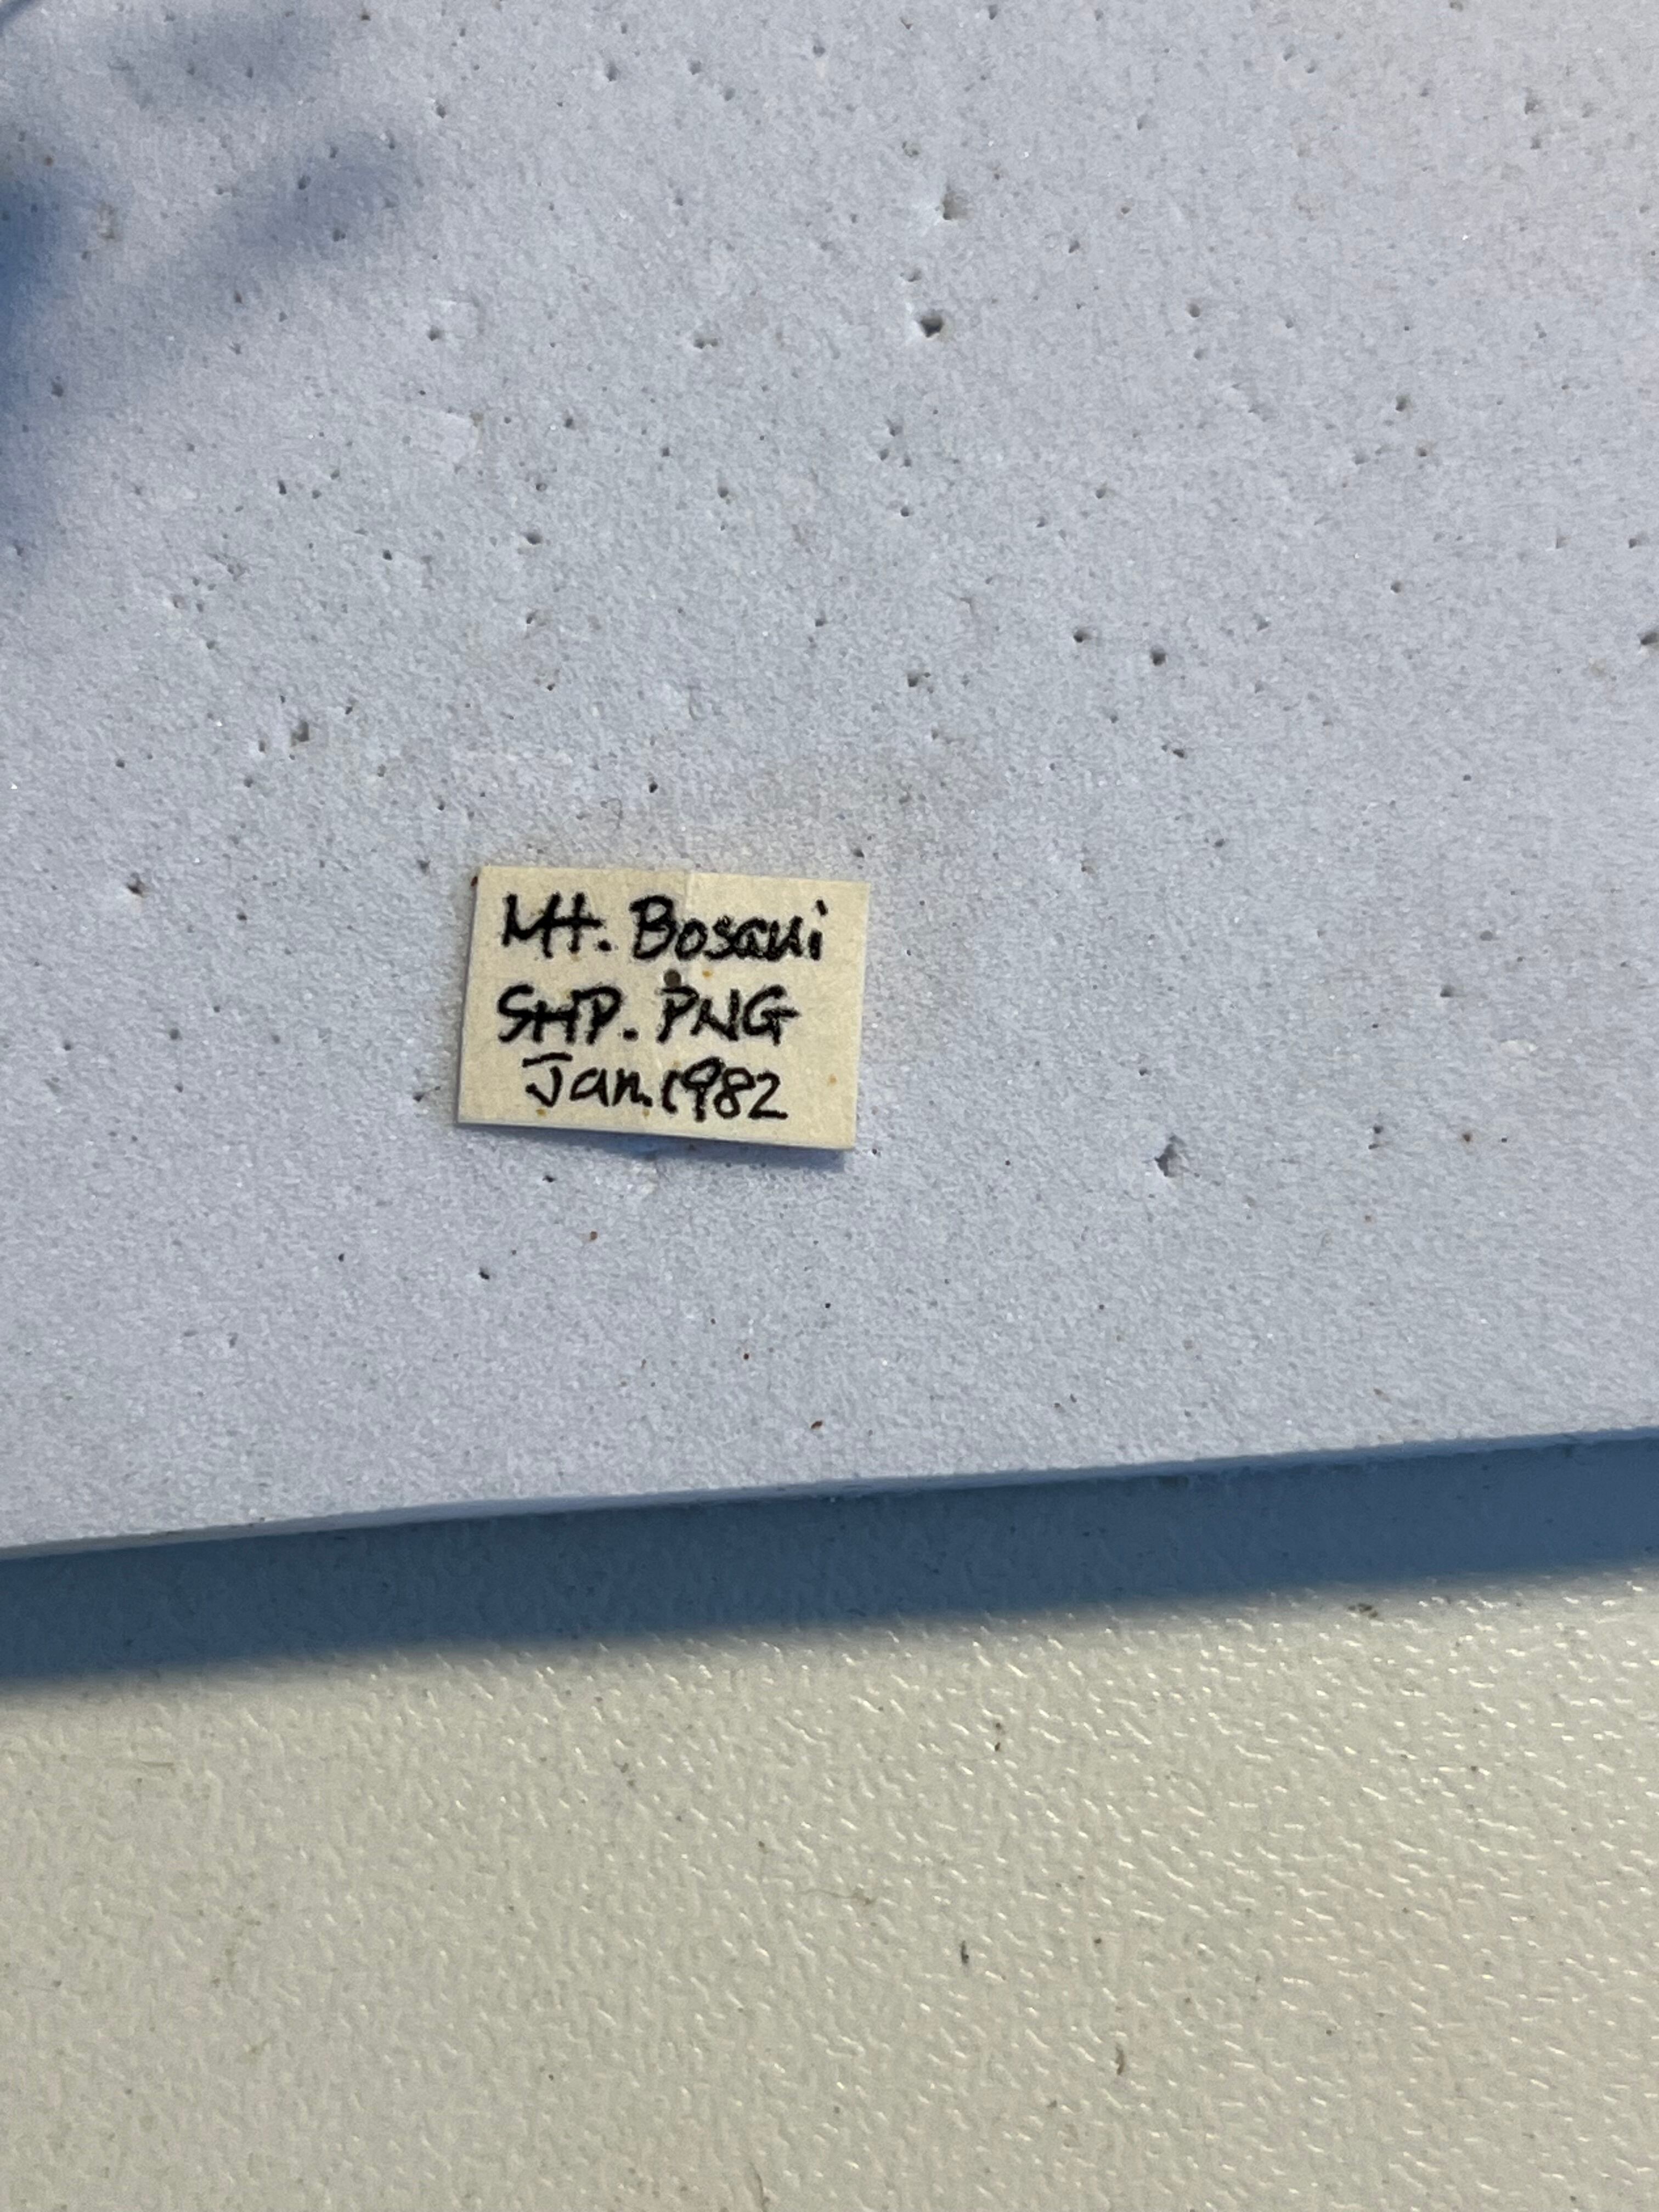 Mt. Bosavi
SHP. PNG
Jan. 1982